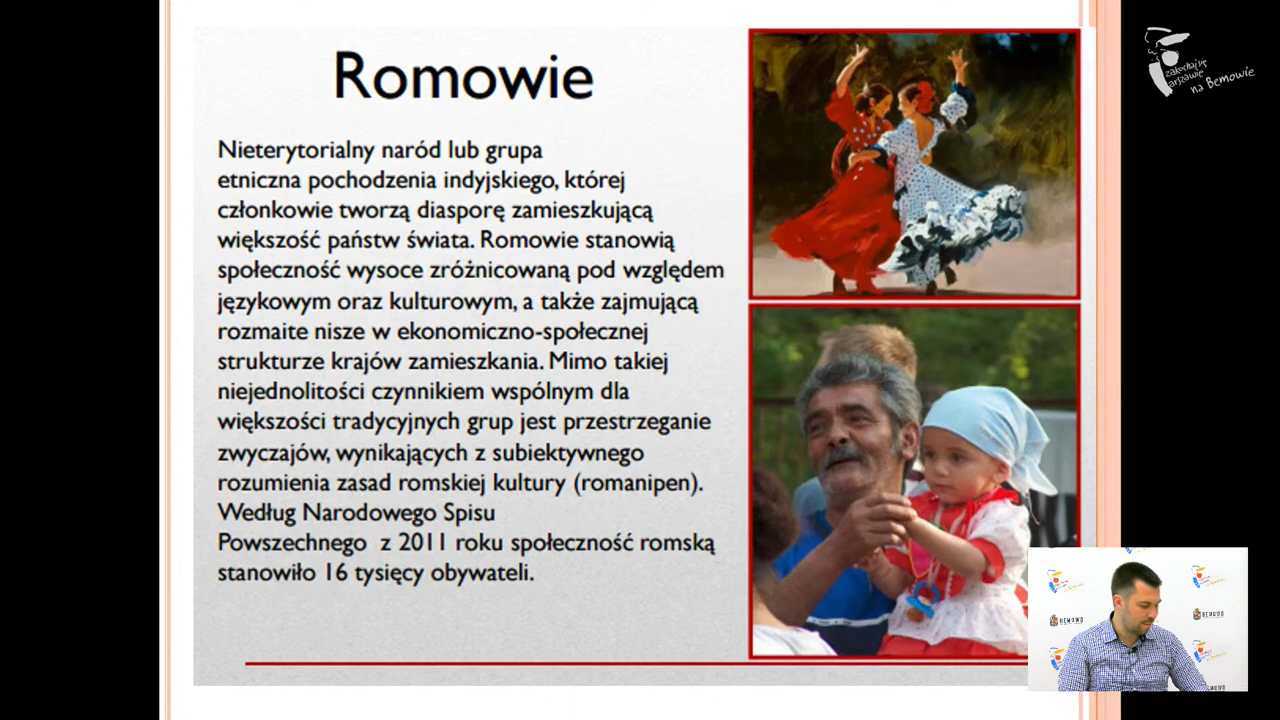 Romowie
Nieterytorialny naród lub grupa
etniczna pochodzenia indyjskiego, której
członkowie tworzą diasporę zamieszkującą
większość państw świata. Romowie stanowią
społeczność wysoce zróżnicowaną pod względem
językowym oraz kulturowym, a także zajmującą
rozmaite nisze w ekonomiczno-społecznej
strukturze krajów zamieszkania. Mimo takiej
niejednolitości czynnikiem wspólnym dla
większości tradycyjnych grup jest przestrzeganie
zwyczajów, wynikających z subiektywnego
rozumienia zasad romskiej kultury (romanipen).
Według Narodowego Spisu
Powszechnego  z 2011 roku społeczność romską
stanowiło 16 tysięcy obywateli.
zakochaj się
w Warszawie
na Bemowie
BEMOWO
BEMOWO